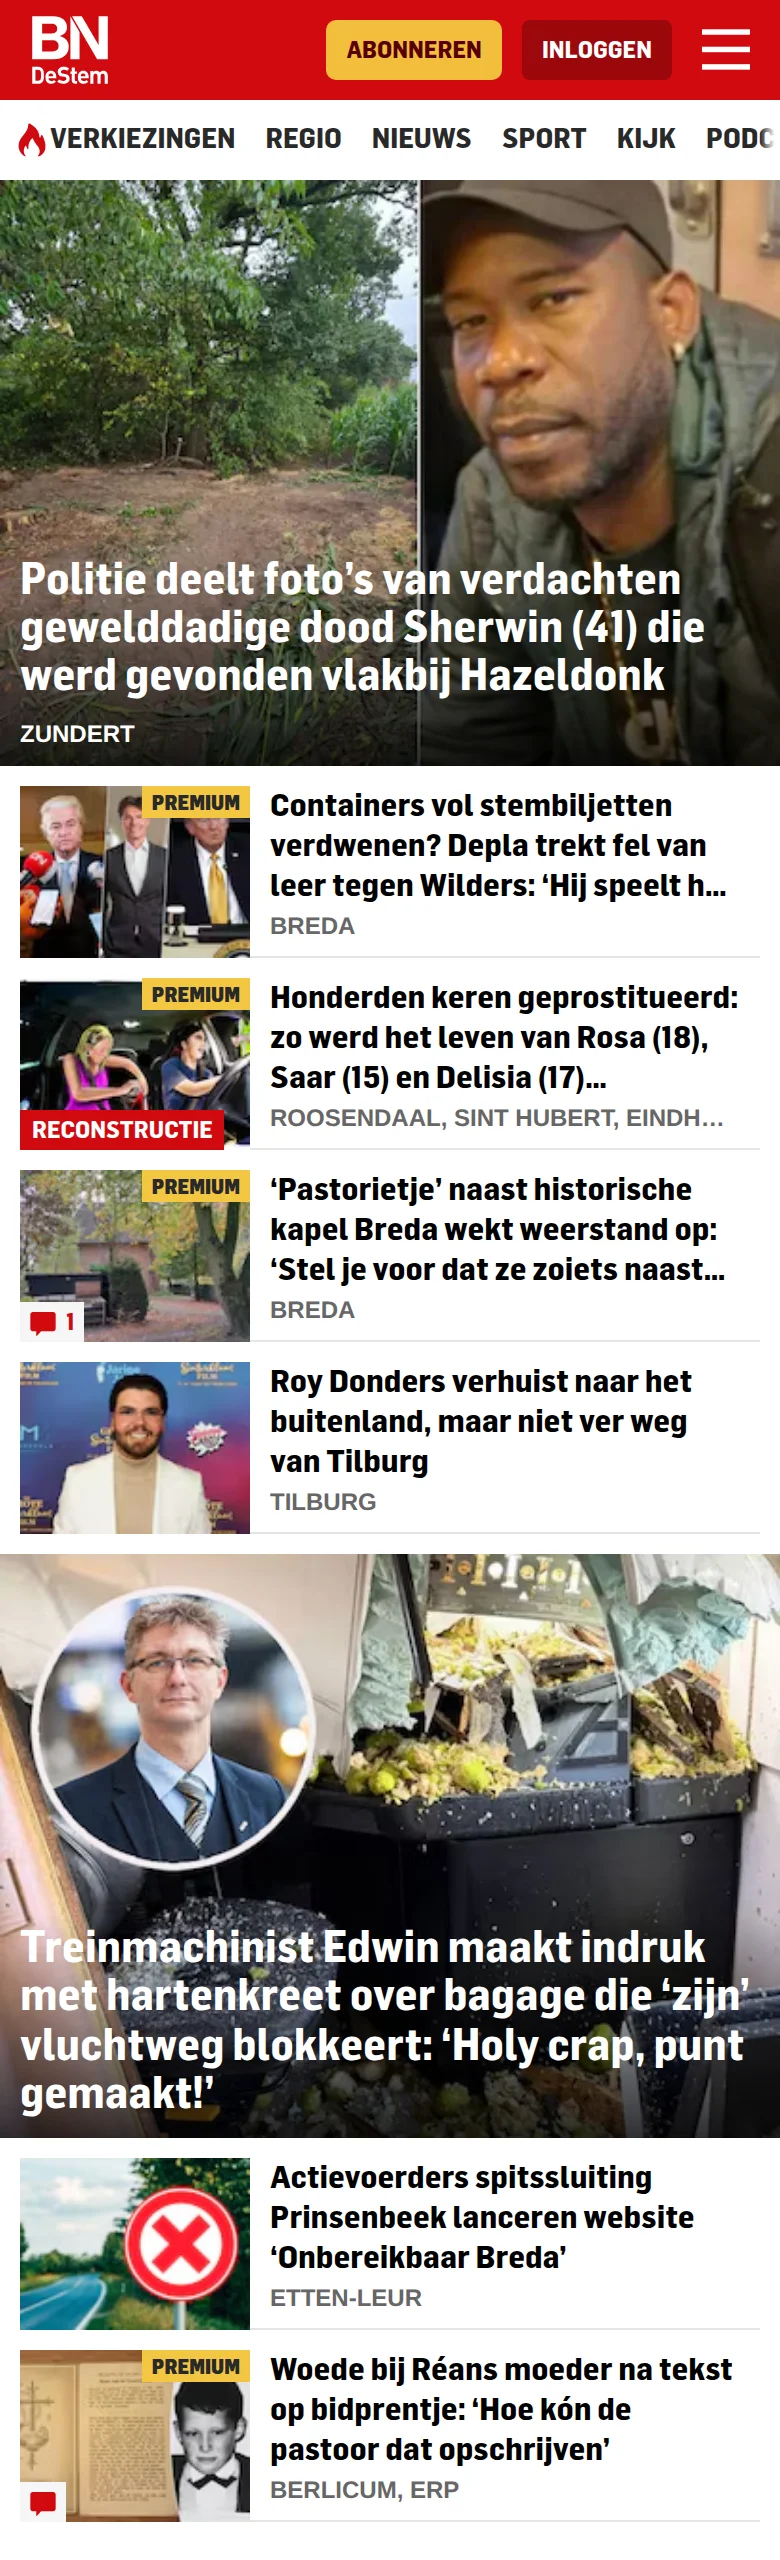 BN
DeStem
ABONNEREN
INLOGGEN
VERKIEZINGEN REGIO NIEUWS SPORT KIJK PODC
Politie deelt foto’s van verdachten
gewelddadige dood Sherwin (41) die
werd gevonden vlakbij Hazeldonk
ZUNDERT
PREMIUM
Containers vol stembiljetten
verdwenen? Depla trekt fel van
leer tegen Wilders: ‘Hij speelt h...
BREDA
PREMIUM
RECONSTRUCTIE
Honderden keren geprostitueerd:
zo werd het leven van Rosa (18),
Saar (15) en Delisia (17)...
ROOSENDAAL, SINT HUBERT, EINDH...
PREMIUM
1
‘Pastorietje’ naast historische
kapel Breda wekt weerstand op:
‘Stel je voor dat ze zoiets naast...
BREDA
Roy Donders verhuist naar het
buitenland, maar niet ver weg
van Tilburg
TILBURG
Treinmachinist Edwin maakt indruk
met hartenkreet over bagage die ‘zijn’
vluchtweg blokkeert: ‘Holy crap, punt
gemaakt!’
Actievoerders spitssluiting
Prinsenbeek lanceren website
‘Onbereikbaar Breda’
ETTEN-LEUR
PREMIUM
Woede bij Réans moeder na tekst
op bidprentje: ‘Hoe kón de
pastoor dat opschrijven’
BERLICUM, ERP